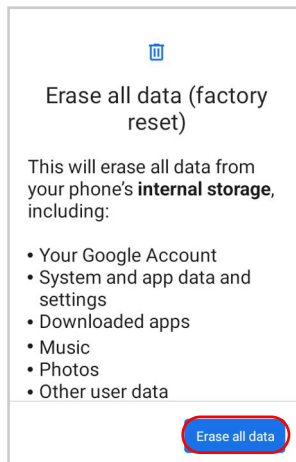 Erase all data (factory
reset)
This will erase all data from
your phone’s internal storage,
including:
• Your Google Account
• System and app data and
settings
• Downloaded apps
• Music
• Photos
• Other user data
Erase all data